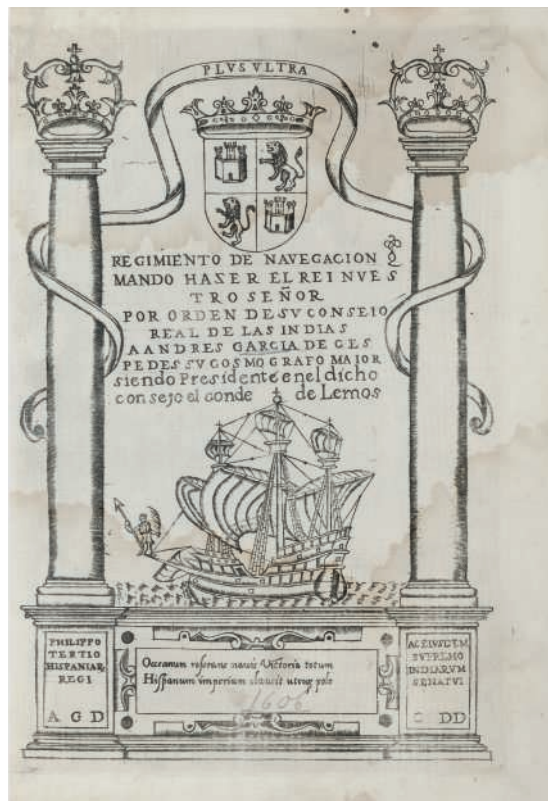 PLVS VLTRA
REGIMIENTO DE NAVEGACION
MANDO HAZER EL REI NVES
TRO SEÑOR
POR ORDEN DE SV CONSEIO
REAL DE LAS INDIAS
A ANDRES GARCIA DE CES
PEDES SV COSMOGRAFO MAIOR
siendo Presidente en el dicho
consejo el conde de Lemos
PHILIPPO
TERTIO
HISPANIAR,
REGI
A G D
Oceanum reserans nauis Victoria totum
Hispanum imperium clausit utroq polo
1606
AC EIVSDEM
SVPREMO
INDIARVM
SENATVI
C DD